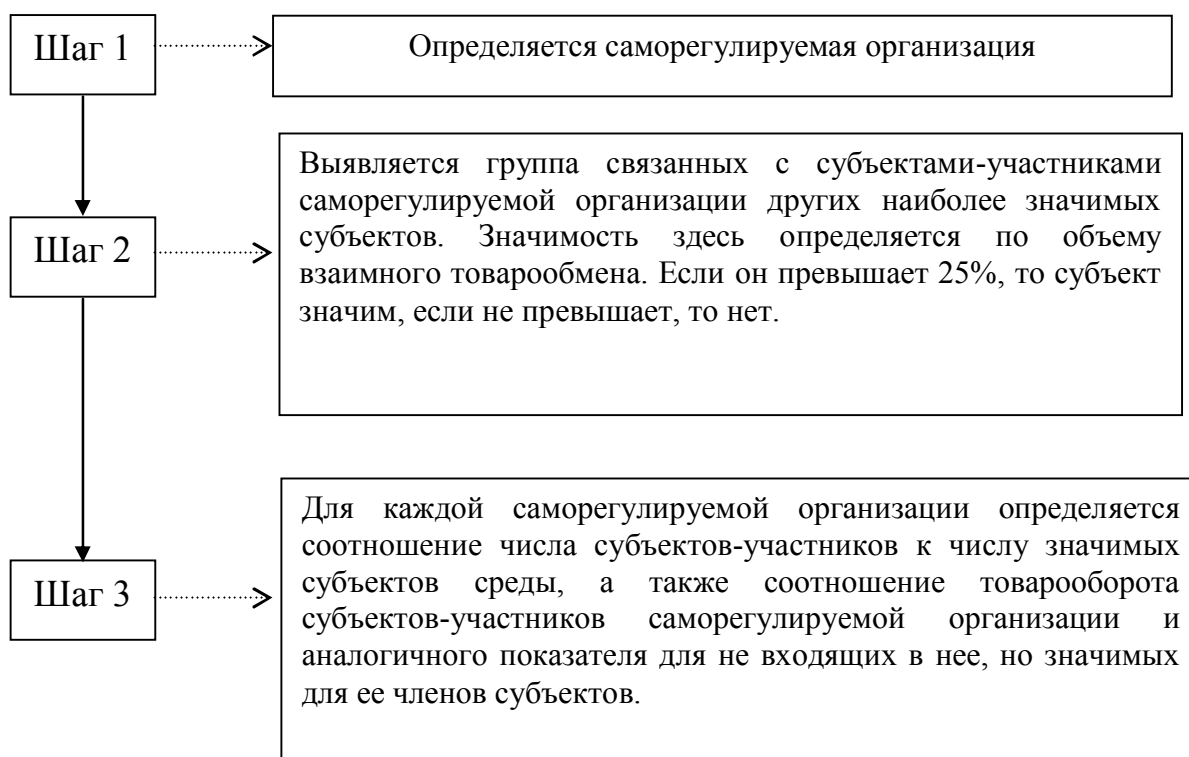 Шаг 1
Определяется саморегулируемая организация
Шаг 2
Выявляется группа связанных с субъектами-участниками
саморегулируемой организации других наиболее значимых
субъектов. Значимость здесь определяется по объему
взаимного товарообмена. Если он превышает 25%, то субъект
значим, если не превышает, то нет.
Шаг 3
Для каждой саморегулируемой организации определяется
соотношение числа субъектов-участников к числу значимых
субъектов среды, а также соотношение товарооборота
субъектов-участников саморегулируемой организации и
аналогичного показателя для не входящих в нее, но значимых
для ее членов субъектов.